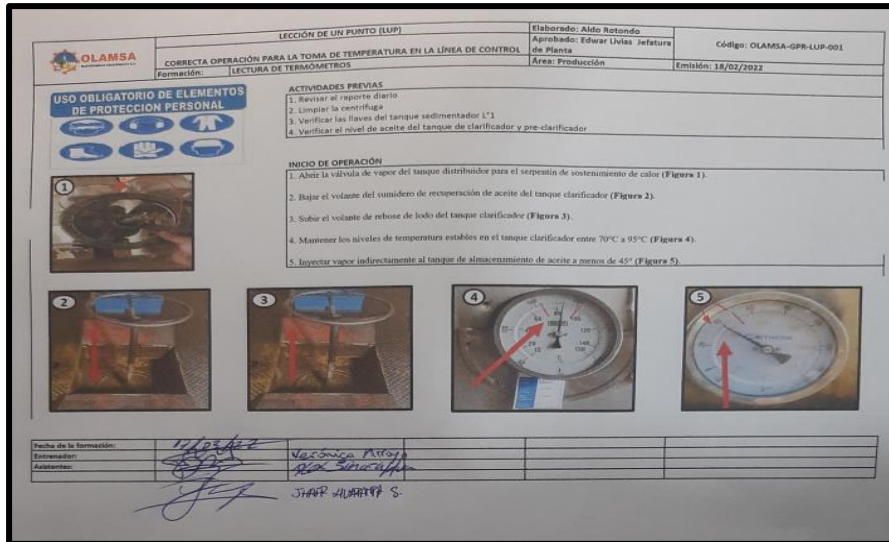 OLAMSA
LECCIÓN DE UN PUNTO (LUP)
CORRECTA OPERACIÓN PARA LA TOMA DE TEMPERATURA EN LA LÍNEA DE CONTROL
Formación: LECTURA DE TERMÓMETROS
Elaborado: Aldo Rotondo
Aprobado: Edwar Livias Jefatura de Planta
Área: Producción
Código: OLAMSA-GPR-LUP-001
Emisión: 18/02/2022
USO OBLIGATORIO DE ELEMENTOS
DE PROTECCION PERSONAL
ACTIVIDADES PREVIAS
1. Revisar el reporte diario
2. Limpiar la centrífuga
3. Verificar las llaves del tanque sedimentador L°1
4. Verificar el nivel de aceite del tanque de clarificador y pre-clarificador
INICIO DE OPERACIÓN
1. Abrir la válvula de vapor del tanque distribuidor para el serpentín de sostenimiento de calor (Figura 1).
2. Bajar el volante del sumidero de recuperación de aceite del tanque clarificador (Figura 2).
3. Subir el volante de rebose de lodo del tanque clarificador (Figura 3).
4. Mantener los niveles de temperatura estables en el tanque clarificador entre 70°C a 95°C (Figura 4).
5. Inyectar vapor indirectamente al tanque de almacenamiento de aceite a menos de 45° (Figura 5).
1
2
3
4
5
Fecha de la formación:
Entrenador: Verónica
Asistentes: